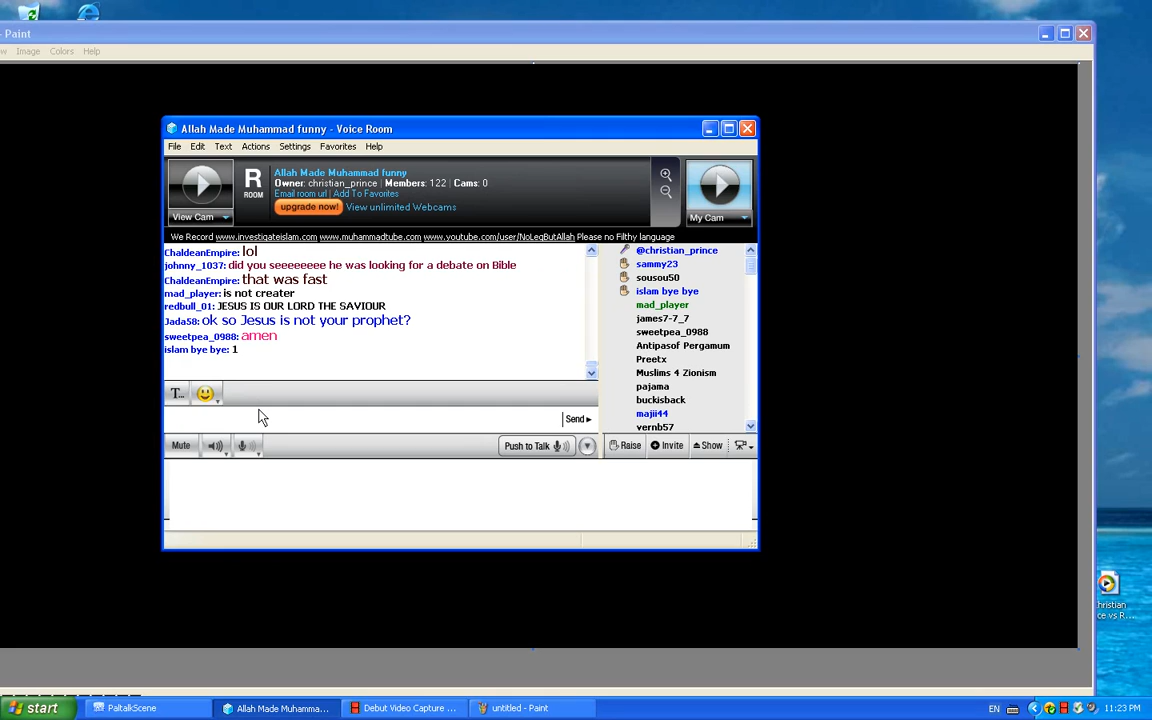 - Paint
Image Colors Help
Allah Made Muhammad funny - Voice Room
File Edit Text Actions Settings Favorites Help
R
ROOM
Allah Made Muhammad funny
Owner: christian_prince | Members: 122 | Cams: 0
Email room url | Add To Favorites
upgrade now! View unlimited Webcams
View Cam
My Cam
We Record www.investigateislam.com www.muhammadtube.com www.youtube.com/user/NoLegButAllah Please no Filthy language
ChaldeanEmpire: lol
johnny_1037: did you seeeeeeee he was looking for a debate on Bible
ChaldeanEmpire: that was fast
mad_player: is not creater
redbull_01: JESUS IS OUR LORD THE SAVIOUR
Jada58: ok so Jesus is not your prophet?
sweetpea_0988: amen
islam bye bye: 1
@christian_prince
sammy23
sousou50
islam bye bye
mad_player
james7-7_7
sweetpea_0988
Antipasof Pergamum
Preetx
Muslims 4 Zionism
pajama
buckisback
majii44
vernb57
T...
Send
Mute
Push to Talk
Raise Invite Show
start PaltalkScene Allah Made Muhamma... Debut Video Capture ... untitled - Paint EN 11:23 PM